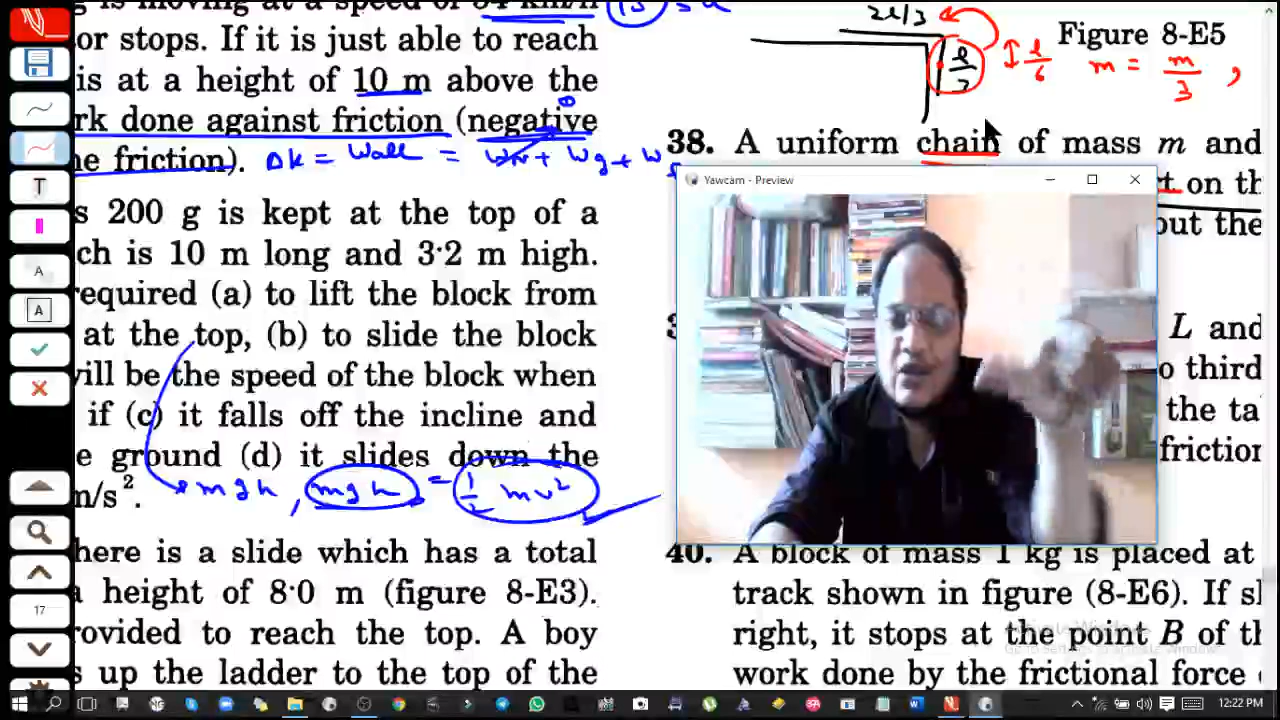 g is moving at a speed of 54 km/h
or stops. If it is just able to reach
is at a height of 10 m above the
rk done against friction (negative
he friction). Δk = Wall = WN + Wg + W
s 200 g is kept at the top of a
ch is 10 m long and 3·2 m high.
required (a) to lift the block from
at the top, (b) to slide the block
vill be the speed of the block when
if (c) it falls off the incline and
e ground (d) it slides down the
m/s².
mgh, mgh = 1/2 mv²
here is a slide which has a total
a height of 8·0 m (figure 8-E3).
rovided to reach the top. A boy
s up the ladder to the top of the
15
2l/3
l/3
l/6
m = m/3 ,
Figure 8-E5
38. A uniform chain of mass m and
t on th
out the
Yawcam - Preview
3
L and
o third
the ta
friction
40. A block of mass 1 kg is placed at
track shown in figure (8-E6). If sl
right, it stops at the point B of th
work done by the frictional force
T
A
A
17
12:22 PM